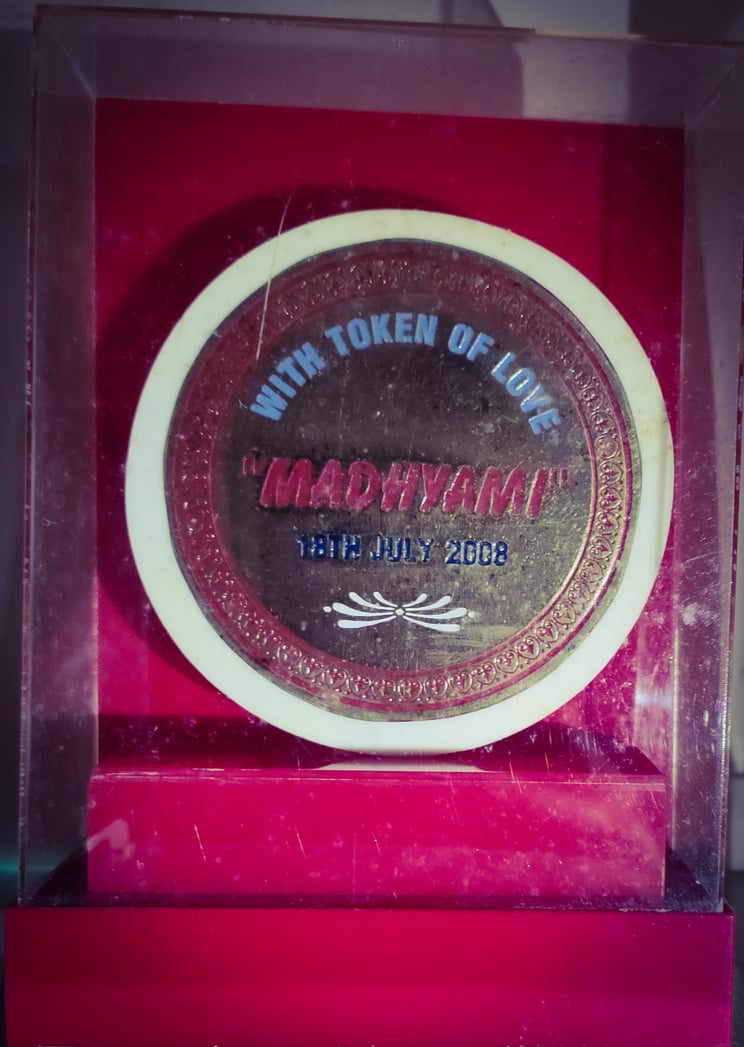 WITH TOKEN OF LOVE
"MADHYAMI"
18TH JULY 2008